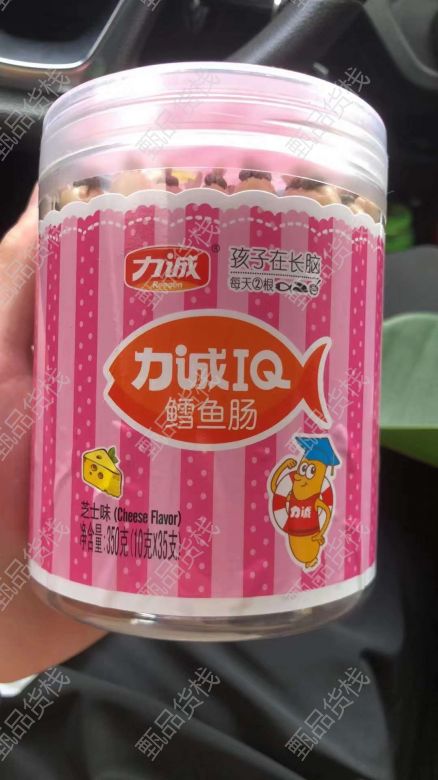 力诚®
Reoolin
孩子在长脑
每天②根
力诚IQ
鳕鱼肠
力诚
芝士味 (Cheese Flavor)
净含量:350克 (10克X35支)
甄品货栈